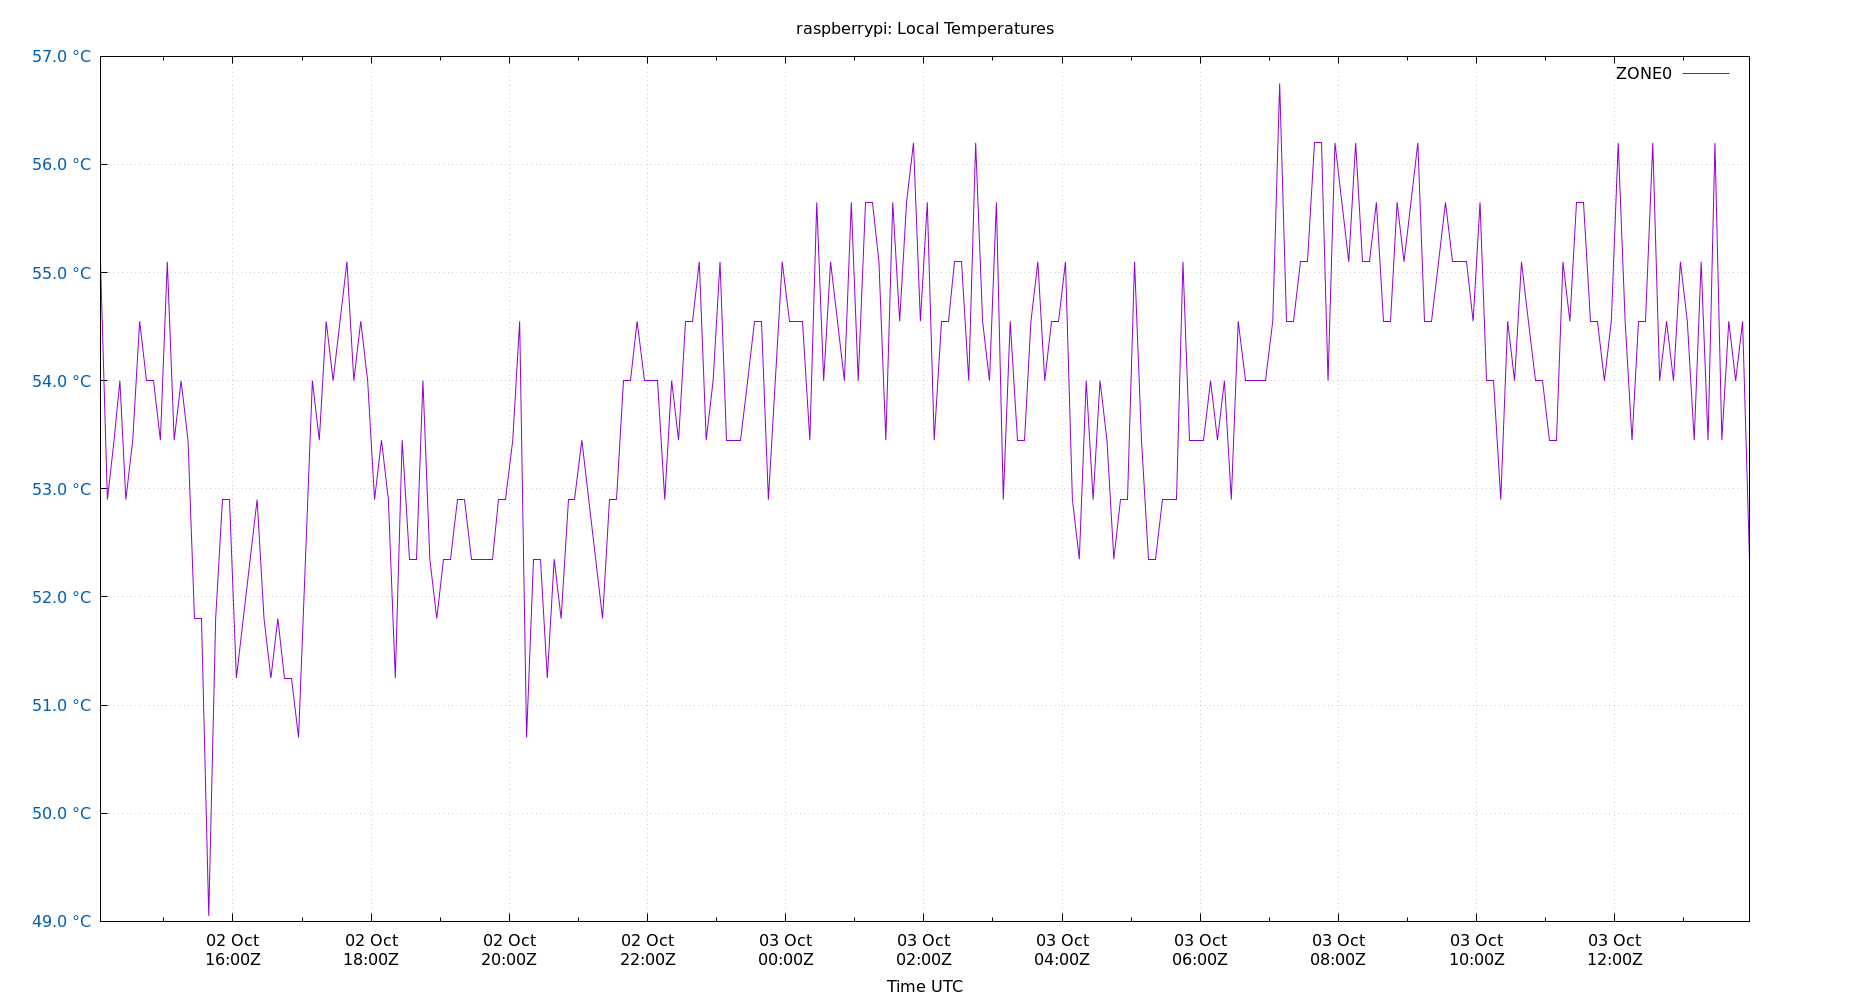 raspberrypi: Local Temperatures
57.0 °C
ZONE0
56.0 °C
55.0 °C
54.0 °C
53.0 °C
52.0 °C
51.0 °C
50.0 °C
49.0 °C
02 Oct 02 Oct 02 Oct 02 Oct 03 Oct 03 Oct 03 Oct 03 Oct 03 Oct 03 Oct 03 Oct
16:00Z 18:00Z 20:00Z 22:00Z 00:00Z 02:00Z 04:00Z 06:00Z 08:00Z 10:00Z 12:00Z
Time UTC